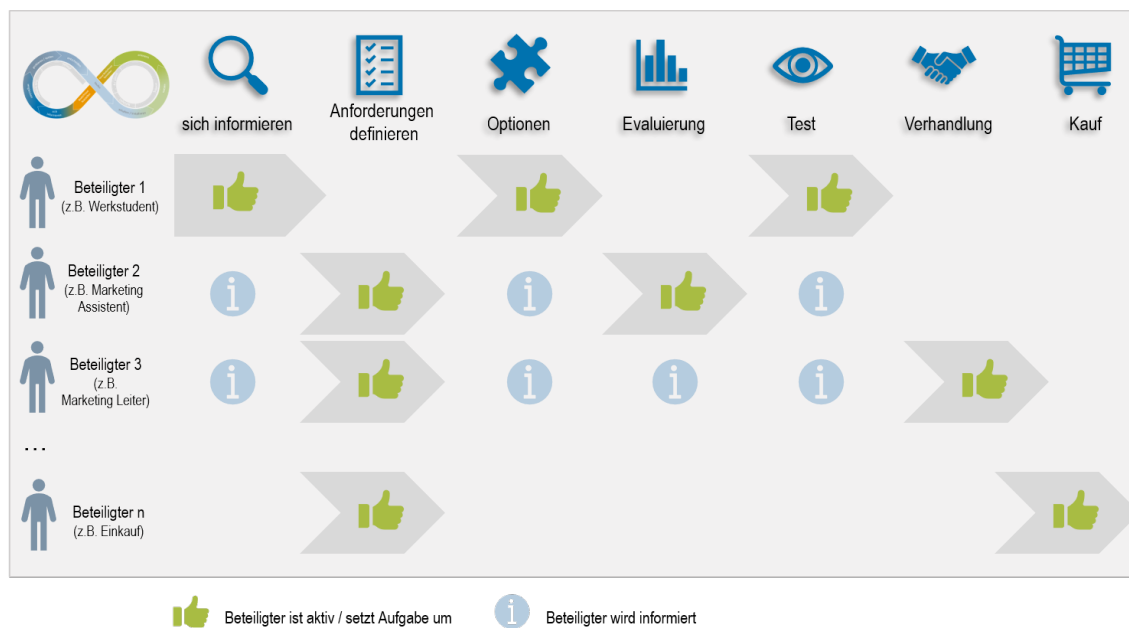 sich informieren
Anforderungen
definieren
Optionen
Evaluierung
Test
Verhandlung
Kauf
Beteiligter 1
(z.B. Werkstudent)
Beteiligter 2
(z.B. Marketing
Assistent)
i
i
i
Beteiligter 3
(z.B.
Marketing Leiter)
i
i
i
i
...
Beteiligter n
(z.B. Einkauf)
Beteiligter ist aktiv / setzt Aufgabe um
i
Beteiligter wird informiert